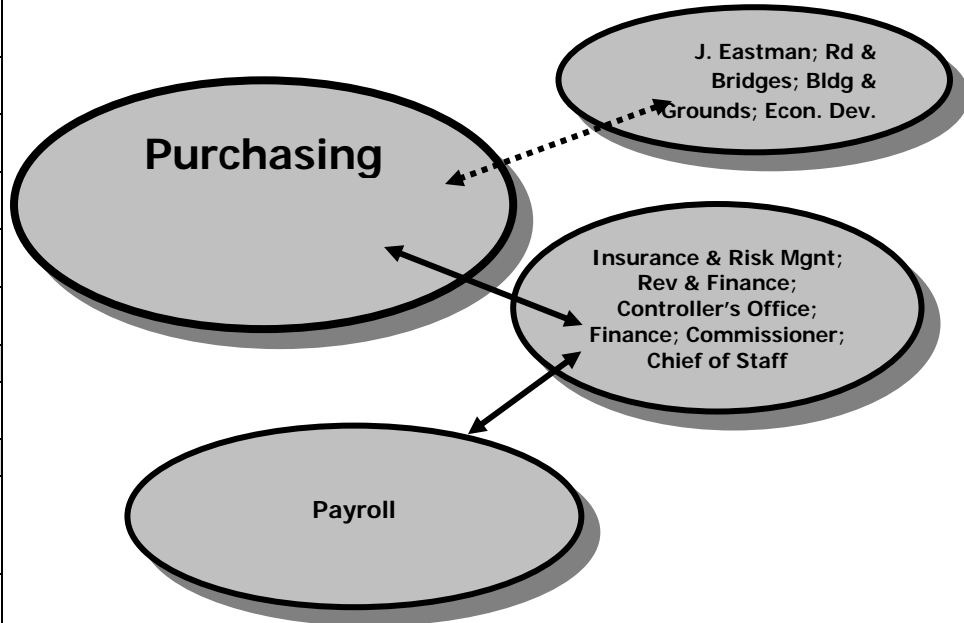 J. Eastman; Rd &
Bridges; Bldg &
Grounds; Econ. Dev.
Purchasing
Insurance & Risk Mgnt;
Rev & Finance;
Controller's Office;
Finance; Commissioner;
Chief of Staff
Payroll